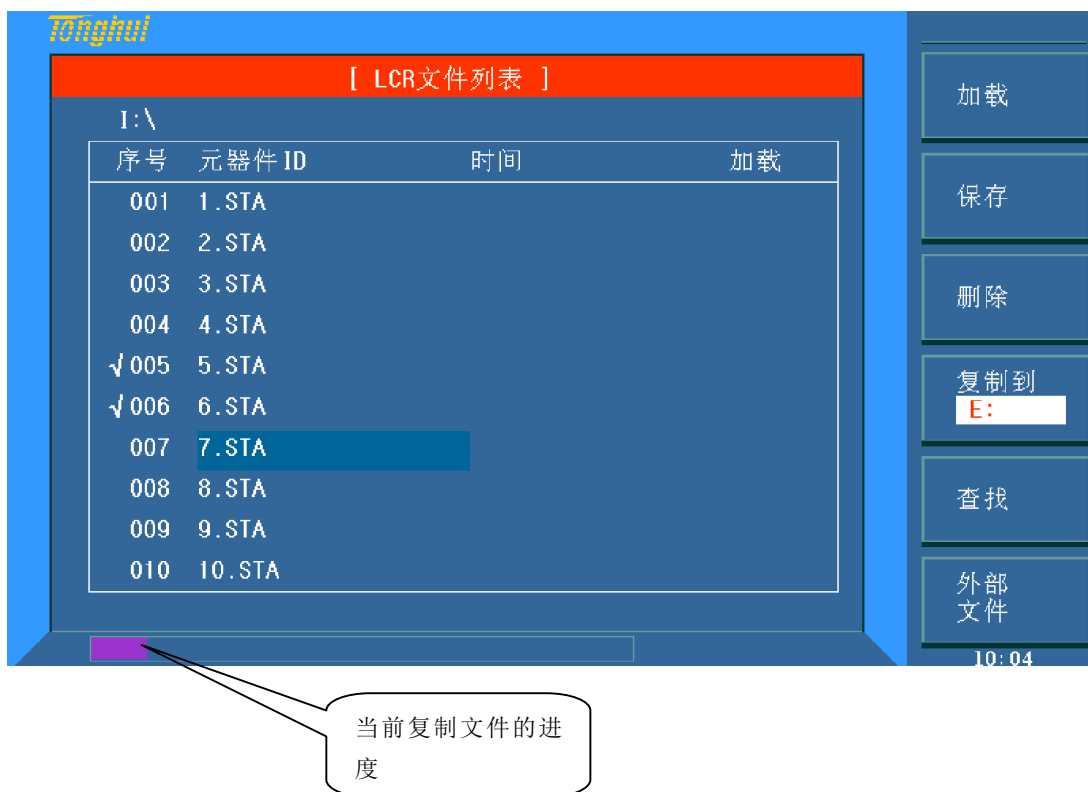 Tonghui
[ LCR文件列表 ]
I:\
序号 元器件ID 时间 加载
001 1.STA
002 2.STA
003 3.STA
004 4.STA
√005 5.STA
√006 6.STA
007 7.STA
008 8.STA
009 9.STA
010 10.STA
加载
保存
删除
复制到
E:
查找
外部
文件
10:04
当前复制文件的进
度